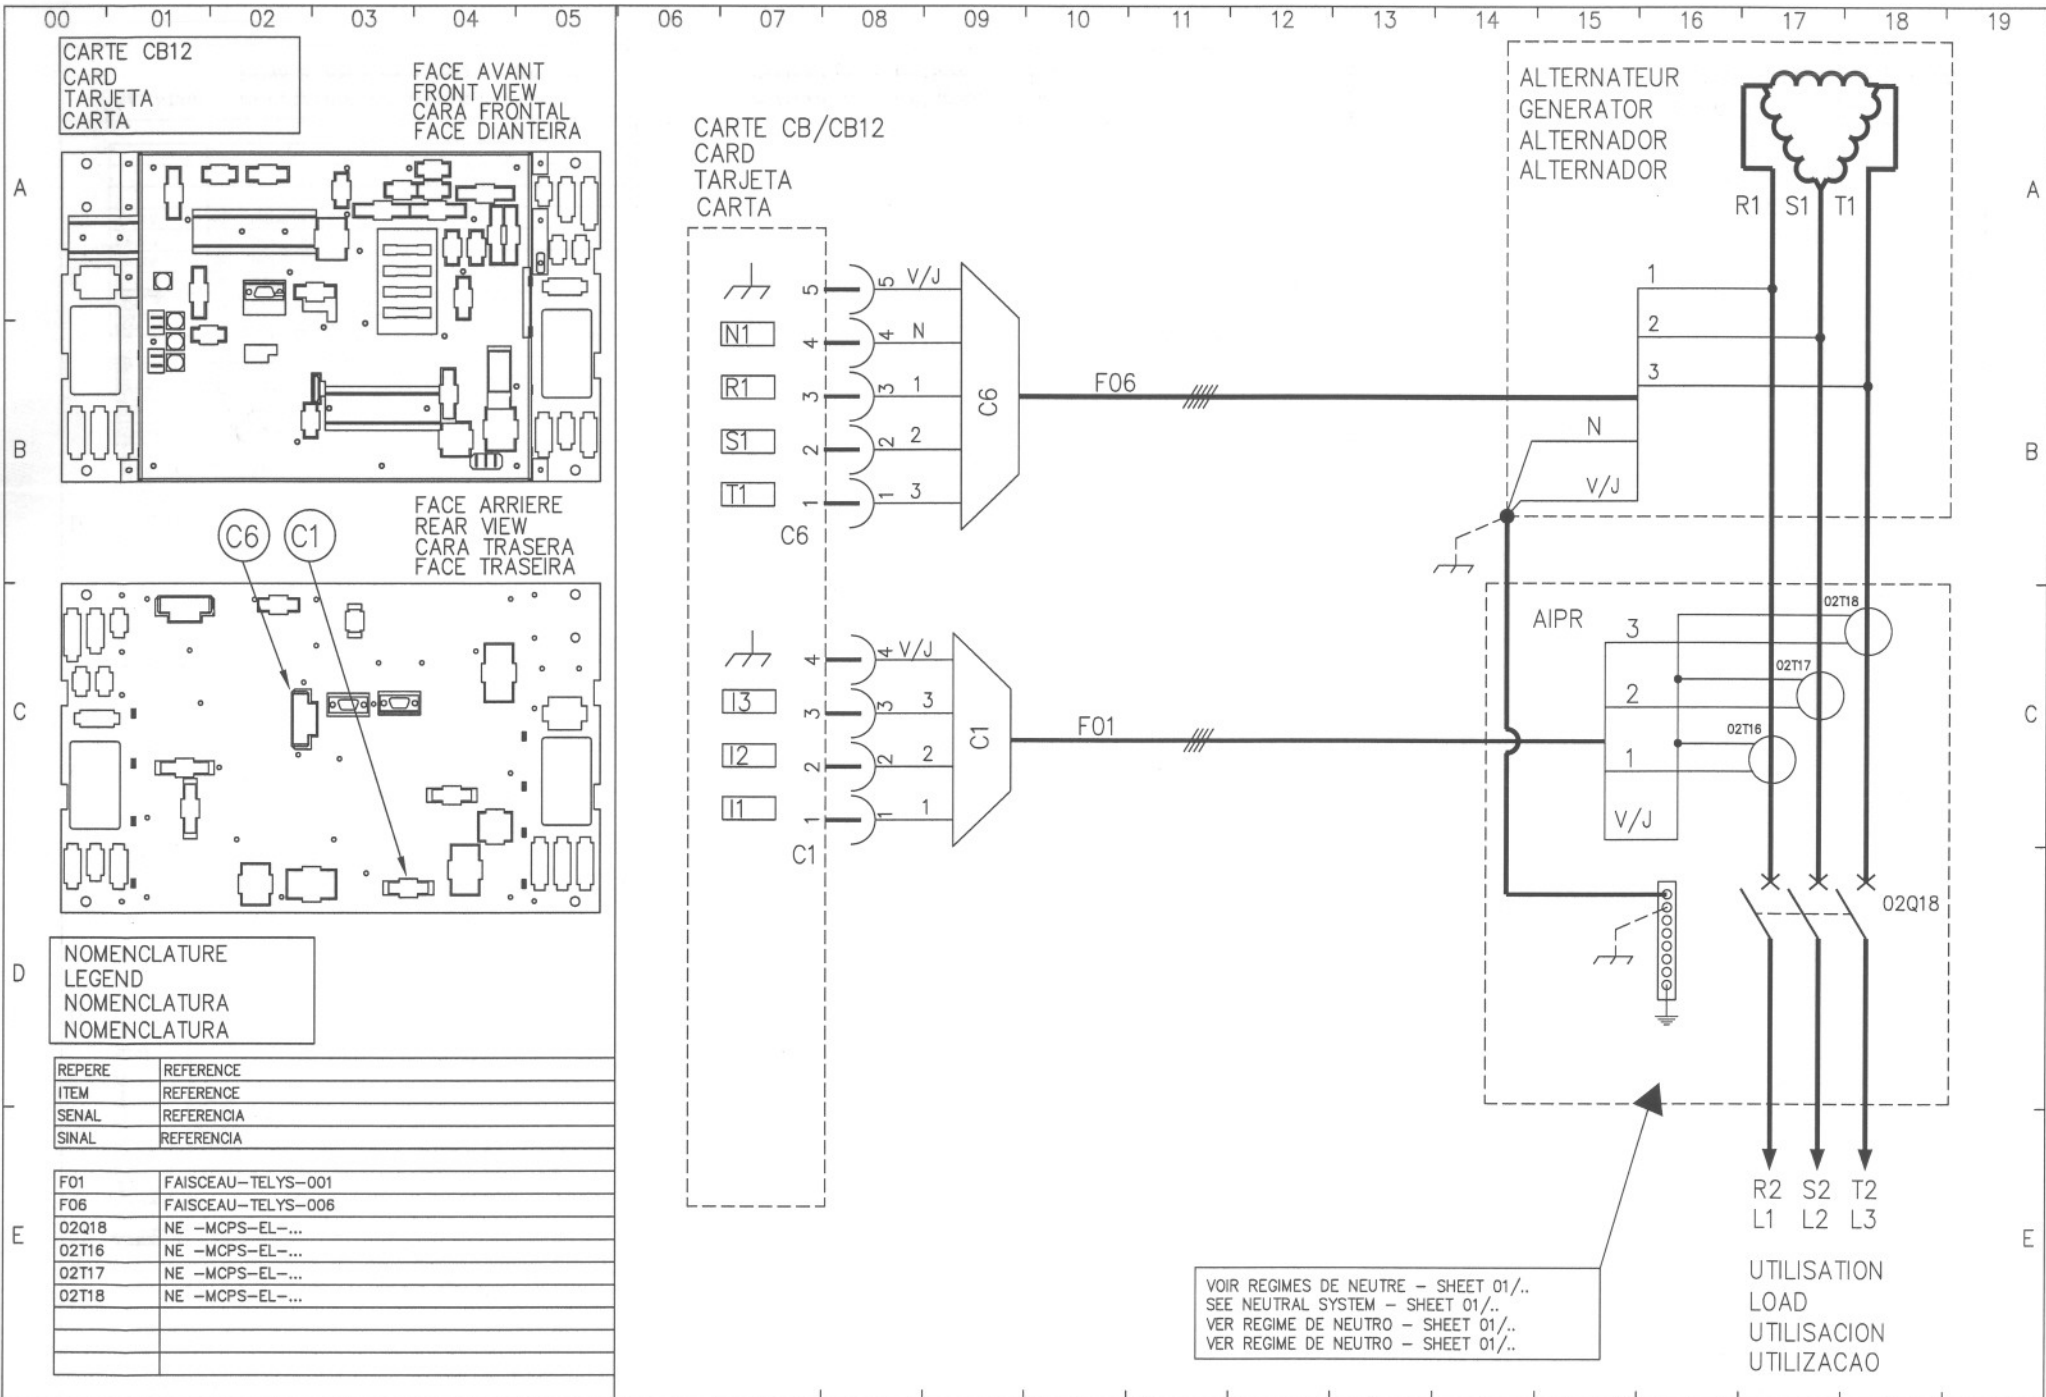 00 01 02 03 04 05 06 07 08 09 10 11 12 13 14 15 16 17 18 19
CARTE CB12
CARD
TARJETA
CARTA
FACE AVANT
FRONT VIEW
CARA FRONTAL
FACE DIANTEIRA
A
B
C
D
E
FACE ARRIERE
REAR VIEW
CARA TRASERA
FACE TRASEIRA
C6
C1
NOMENCLATURE
LEGEND
NOMENCLATURA
NOMENCLATURA
REPERE REFERENCE
ITEM REFERENCE
SENAL REFERENCIA
SINAL REFERENCIA
F01 FAISCEAU-TELYS-001
F06 FAISCEAU-TELYS-006
02Q18 NE -MCPS-EL-...
02T16 NE -MCPS-EL-...
02T17 NE -MCPS-EL-...
02T18 NE -MCPS-EL-...
CARTE CB/CB12
CARD
TARJETA
CARTA
5 5 V/J
N1 4 4 N
R1 3 3 1
S1 2 2 2
T1 1 1 3
C6
C6
F06
4 4 V/J
I3 3 3 3
I2 2 2 2
I1 1 1 1
C1
C1
F01
ALTERNATEUR
GENERATOR
ALTERNADOR
ALTERNADOR
R1 S1 T1
1
2
3
N
V/J
AIPR
02T18
3
02T17
2
02T16
1
V/J
02Q18
R2 S2 T2
L1 L2 L3
UTILISATION
LOAD
UTILISACION
UTILIZACAO
VOIR REGIMES DE NEUTRE - SHEET 01/..
SEE NEUTRAL SYSTEM - SHEET 01/..
VER REGIME DE NEUTRO - SHEET 01/..
VER REGIME DE NEUTRO - SHEET 01/..
A
B
C
E